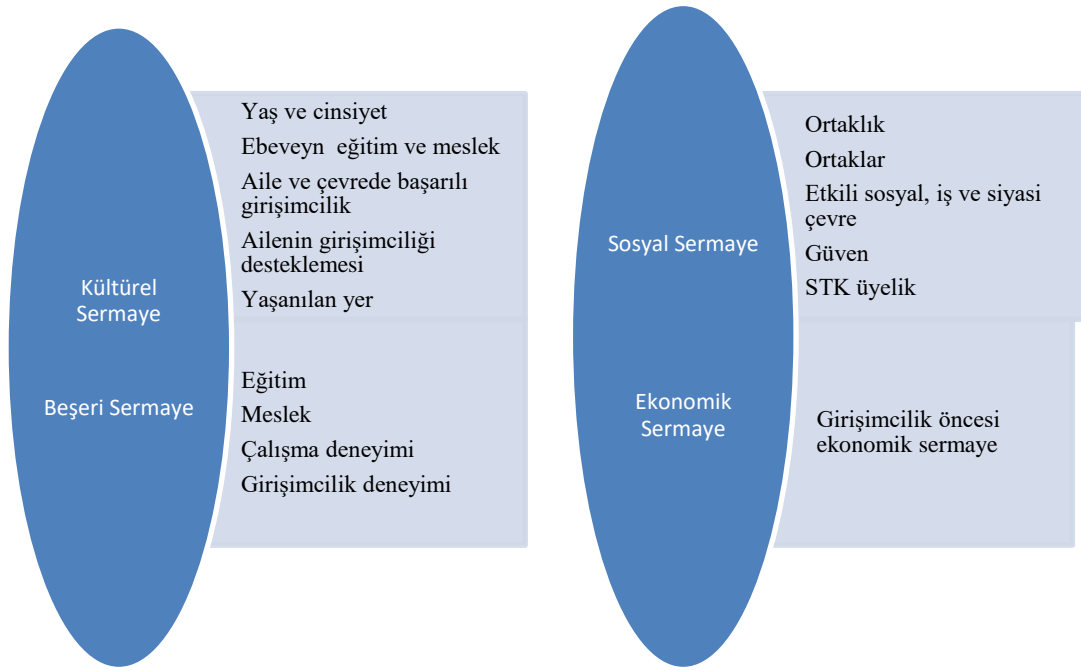 Kültürel
Sermaye
Beşeri Sermaye
Yaş ve cinsiyet
Ebeveyn  eğitim ve meslek
Aile ve çevrede başarılı
girişimcilik
Ailenin girişimciliği
desteklemesi
Yaşanılan yer
Eğitim
Meslek
Çalışma deneyimi
Girişimcilik deneyimi
Sosyal Sermaye
Ekonomik
Sermaye
Ortaklık
Ortaklar
Etkili sosyal, iş ve siyasi
çevre
Güven
STK üyelik
Girişimcilik öncesi
ekonomik sermaye